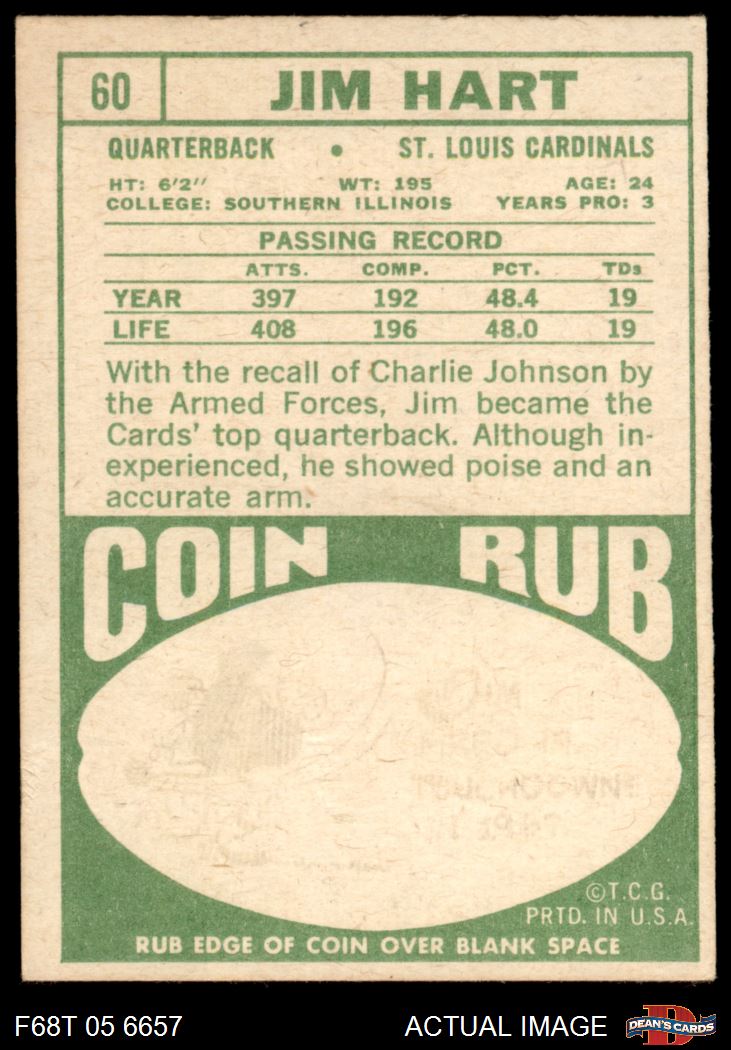 60 JIM HART
QUARTERBACK • ST. LOUIS CARDINALS
HT: 6'2" WT: 195 AGE: 24
COLLEGE: SOUTHERN ILLINOIS YEARS PRO: 3
PASSING RECORD
ATTS. COMP. PCT. TDs
YEAR 397 192 48.4 19
LIFE 408 196 48.0 19
With the recall of Charlie Johnson by
the Armed Forces, Jim became the
Cards' top quarterback. Although in-
experienced, he showed poise and an
accurate arm.
COIN RUB
©T.C.G.
PRTD. IN U.S.A.
RUB EDGE OF COIN OVER BLANK SPACE
F68T 05 6657 ACTUAL IMAGE DEAN'S CARDS